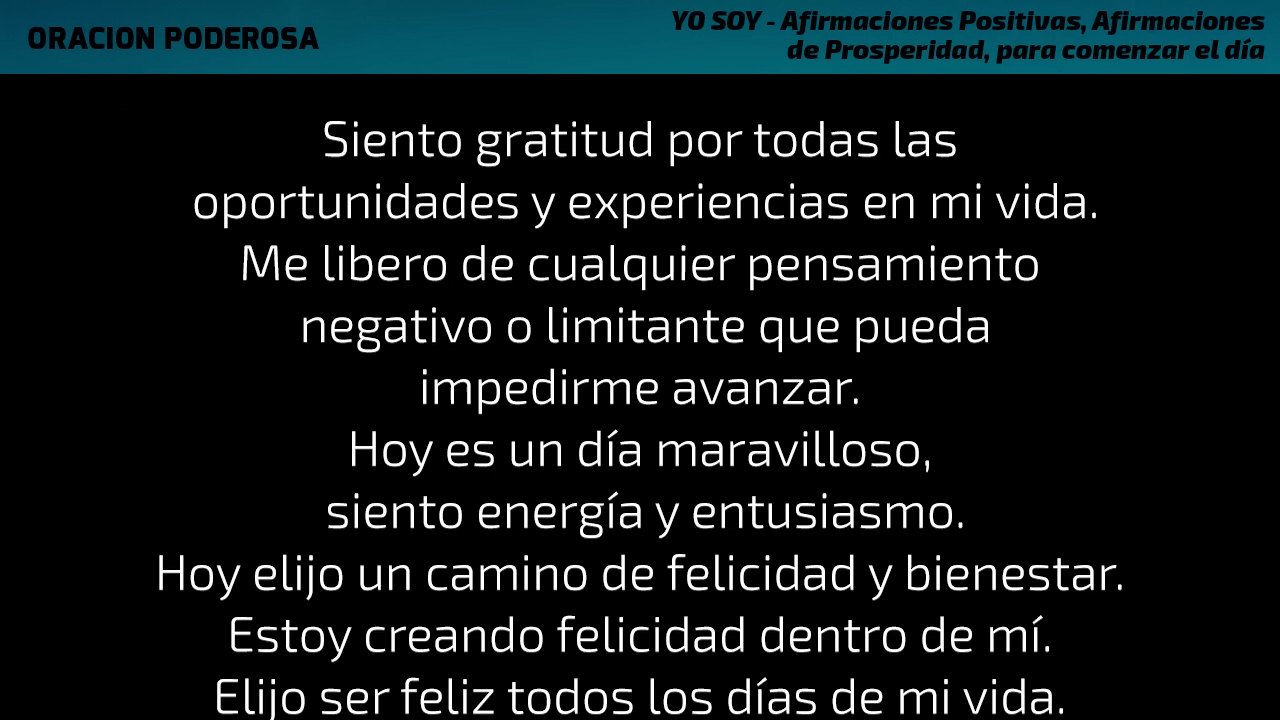 ORACION PODEROSA
YO SOY - Afirmaciones Positivas, Afirmaciones
de Prosperidad, para comenzar el día
Siento gratitud por todas las
oportunidades y experiencias en mi vida.
Me libero de cualquier pensamiento
negativo o limitante que pueda
impedirme avanzar.
Hoy es un día maravilloso,
siento energía y entusiasmo.
Hoy elijo un camino de felicidad y bienestar.
Estoy creando felicidad dentro de mí.
Elijo ser feliz todos los días de mi vida.